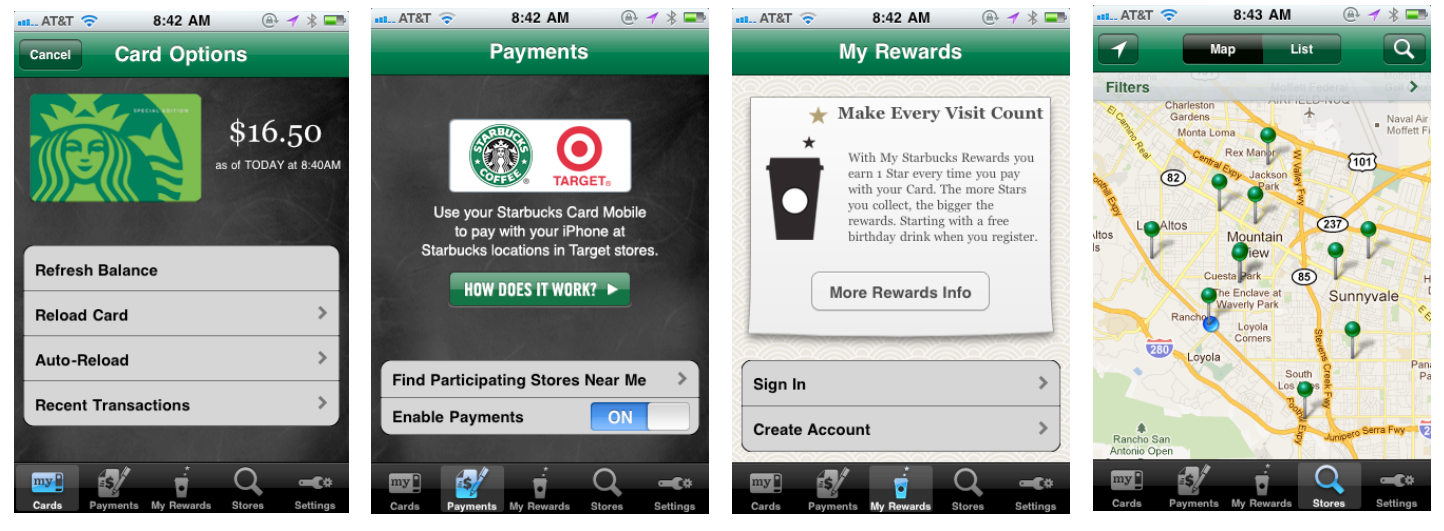 AT&T 8:42 AM
Cancel Card Options
SPECIAL EDITION
$16.50
as of TODAY at 8:40AM
Refresh Balance
Reload Card
Auto-Reload
Recent Transactions
my
Cards Payments My Rewards Stores Settings
AT&T 8:42 AM
Payments
STARBUCKS
COFFEE
TARGET
Use your Starbucks Card Mobile
to pay with your iPhone at
Starbucks locations in Target stores.
HOW DOES IT WORK?
Find Participating Stores Near Me
Enable Payments ON
my $
Cards Payments My Rewards Stores Settings
AT&T 8:42 AM
My Rewards
Make Every Visit Count
With My Starbucks Rewards you
earn 1 Star every time you pay
with your Card. The more Stars
you collect, the bigger the
rewards. Starting with a free
birthday drink when you register.
More Rewards Info
Sign In
Create Account
my $
Cards Payments My Rewards Stores Settings
AT&T 8:43 AM
Map List
Filters
Charleston
Gardens
El Camino Real
Monta Loma
Naval Air
Moffett Fi
Rex Manor
101
Central Expy
W Valley Fwy
82
Jackson
Park
Foothill Expy
237
Altos
ltos
ls
Mountain
iew
Cuesta Park
85
The Enclave at
Waverly Park
Sunnyvale
Rancho
Loyola
Corners
280
Loyola
Stevens Creek Fwy
South
Los
Pan
Pa
Foothill Expy
Junipero Serra Fwy
Rancho San
Antonio Open
my $
Cards Payments My Rewards Stores Settings